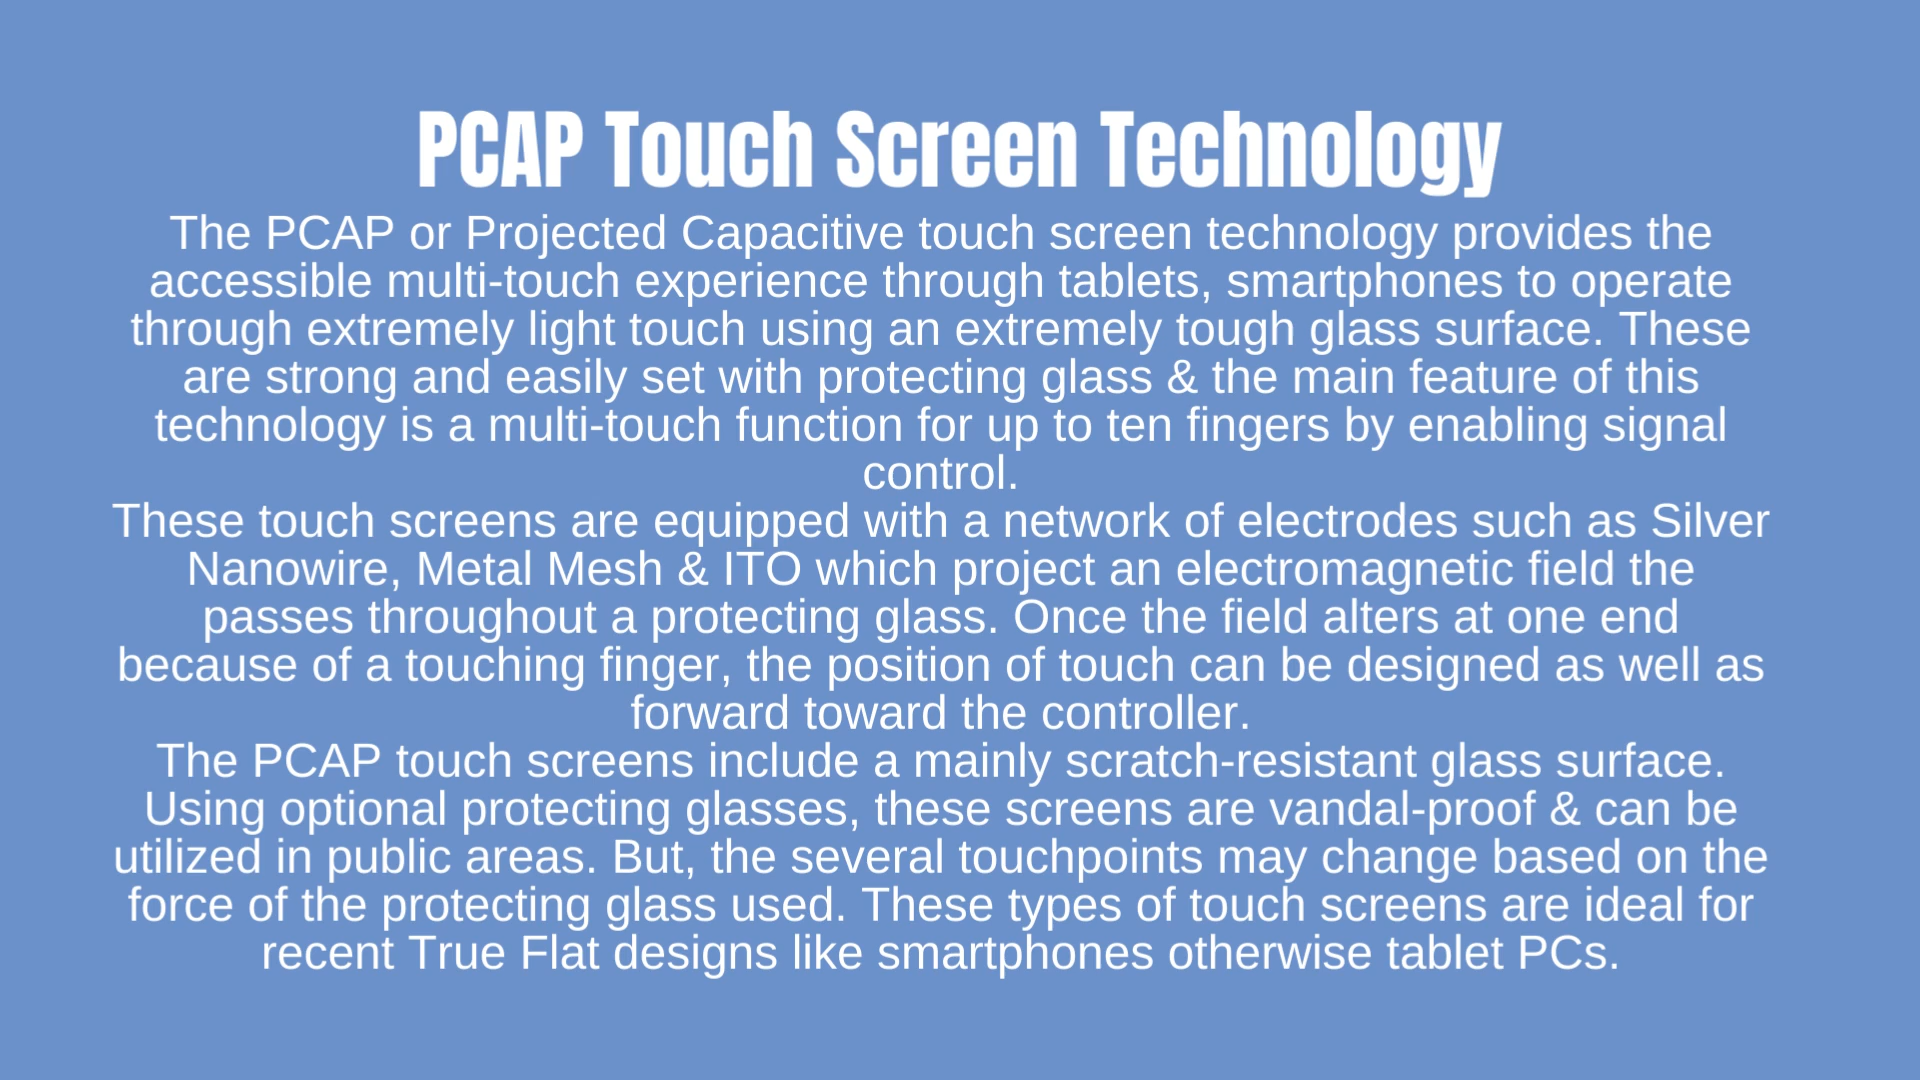 PCAP Touch Screen Technology
The PCAP or Projected Capacitive touch screen technology provides the
accessible multi-touch experience through tablets, smartphones to operate
through extremely light touch using an extremely tough glass surface. These
are strong and easily set with protecting glass & the main feature of this
technology is a multi-touch function for up to ten fingers by enabling signal
control.
These touch screens are equipped with a network of electrodes such as Silver
Nanowire, Metal Mesh & ITO which project an electromagnetic field the
passes throughout a protecting glass. Once the field alters at one end
because of a touching finger, the position of touch can be designed as well as
forward toward the controller.
The PCAP touch screens include a mainly scratch-resistant glass surface.
Using optional protecting glasses, these screens are vandal-proof & can be
utilized in public areas. But, the several touchpoints may change based on the
force of the protecting glass used. These types of touch screens are ideal for
recent True Flat designs like smartphones otherwise tablet PCs.